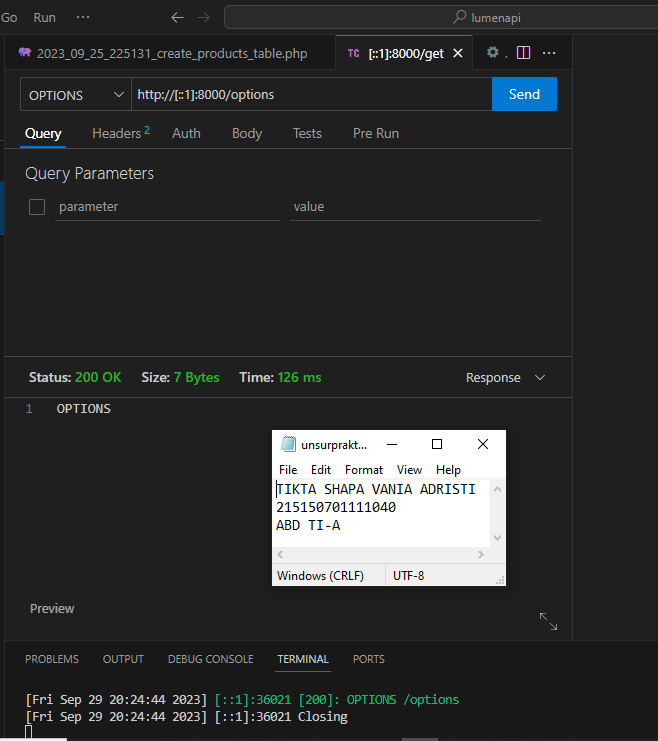 Go Run ··· lumenapi
2023_09_25_225131_create_products_table.php TC [::1]:8000/get
OPTIONS http://[::1]:8000/options Send
Query Headers 2 Auth Body Tests Pre Run
Query Parameters
parameter value
Status: 200 OK Size: 7 Bytes Time: 126 ms Response
1 OPTIONS
unsurprakt...
File Edit Format View Help
TIKTA SHAPA VANIA ADRISTI
215150701111040
ABD TI-A
Windows (CRLF) UTF-8
Preview
PROBLEMS OUTPUT DEBUG CONSOLE TERMINAL PORTS
[Fri Sep 29 20:24:44 2023] [::1]:36021 [200]: OPTIONS /options
[Fri Sep 29 20:24:44 2023] [::1]:36021 Closing